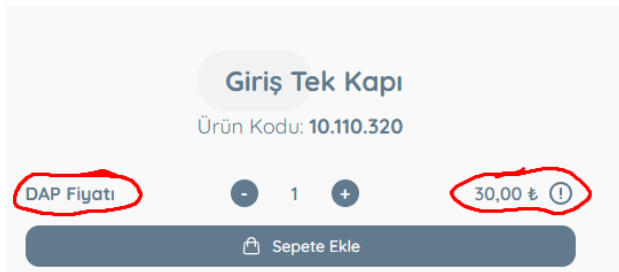 Giriş Tek Kapı
Ürün Kodu: 10.110.320
DAP Fiyatı - 1 + 30,00 ₺ !
Sepete Ekle